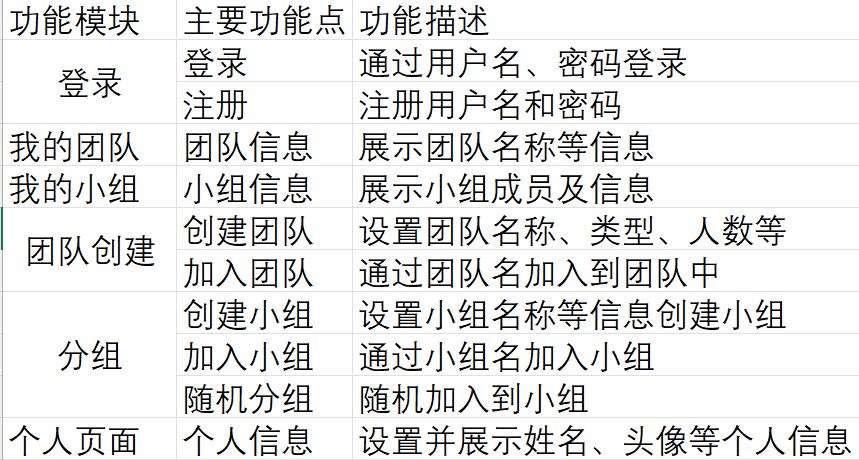 功能模块 主要功能点 功能描述
登录 登录 通过用户名、密码登录
注册 注册用户名和密码
我的团队 团队信息 展示团队名称等信息
我的小组 小组信息 展示小组成员及信息
团队创建 创建团队 设置团队名称、类型、人数等
加入团队 通过团队名加入到团队中
分组 创建小组 设置小组名称等信息创建小组
加入小组 通过小组名加入小组
随机分组 随机加入到小组
个人页面 个人信息 设置并展示姓名、头像等个人信息